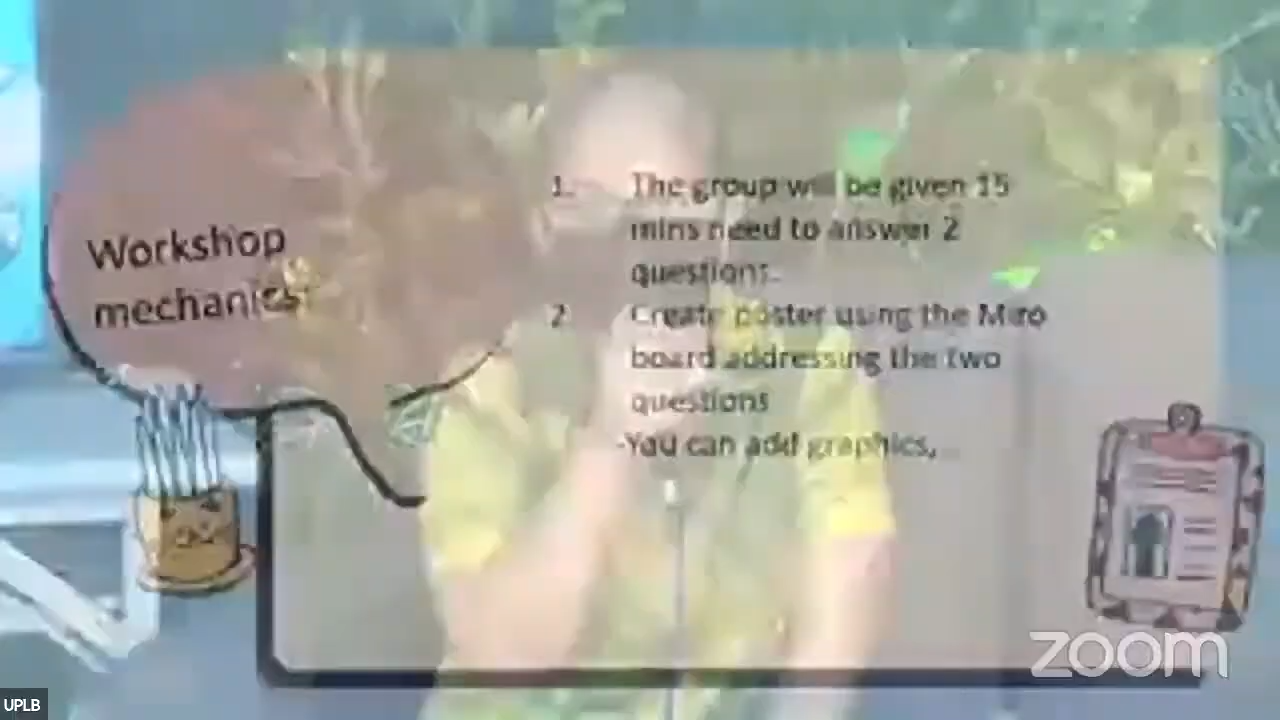 Workshop
mechanics
1. The group will be given 15
mins need to answer 2
questions.
2. Create poster using the Miro
board addressing the two
questions
-You can add graphics,
zoom
UPLB